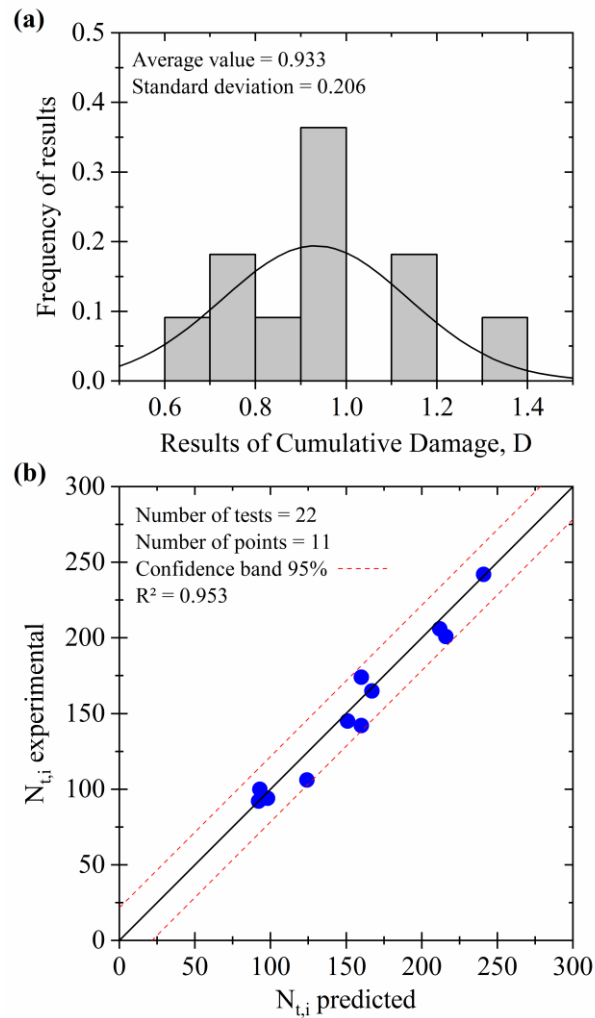 (a)
0.5
0.4
0.3
0.2
0.1
0.0
Frequency of results
Average value = 0.933
Standard deviation = 0.206
0.6 0.8 1.0 1.2 1.4
Results of Cumulative Damage, D
(b)
300
250
200
150
100
50
0
N_{t,i} experimental
Number of tests = 22
Number of points = 11
Confidence band 95%
R² = 0.953
0 50 100 150 200 250 300
N_{t,i} predicted